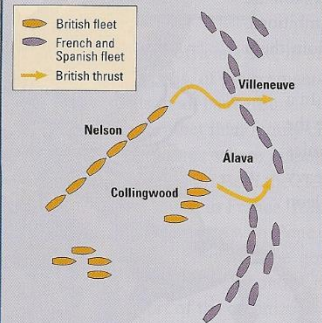 British fleet
French and
Spanish fleet
British thrust
Villeneuve
Nelson
Álava
Collingwood